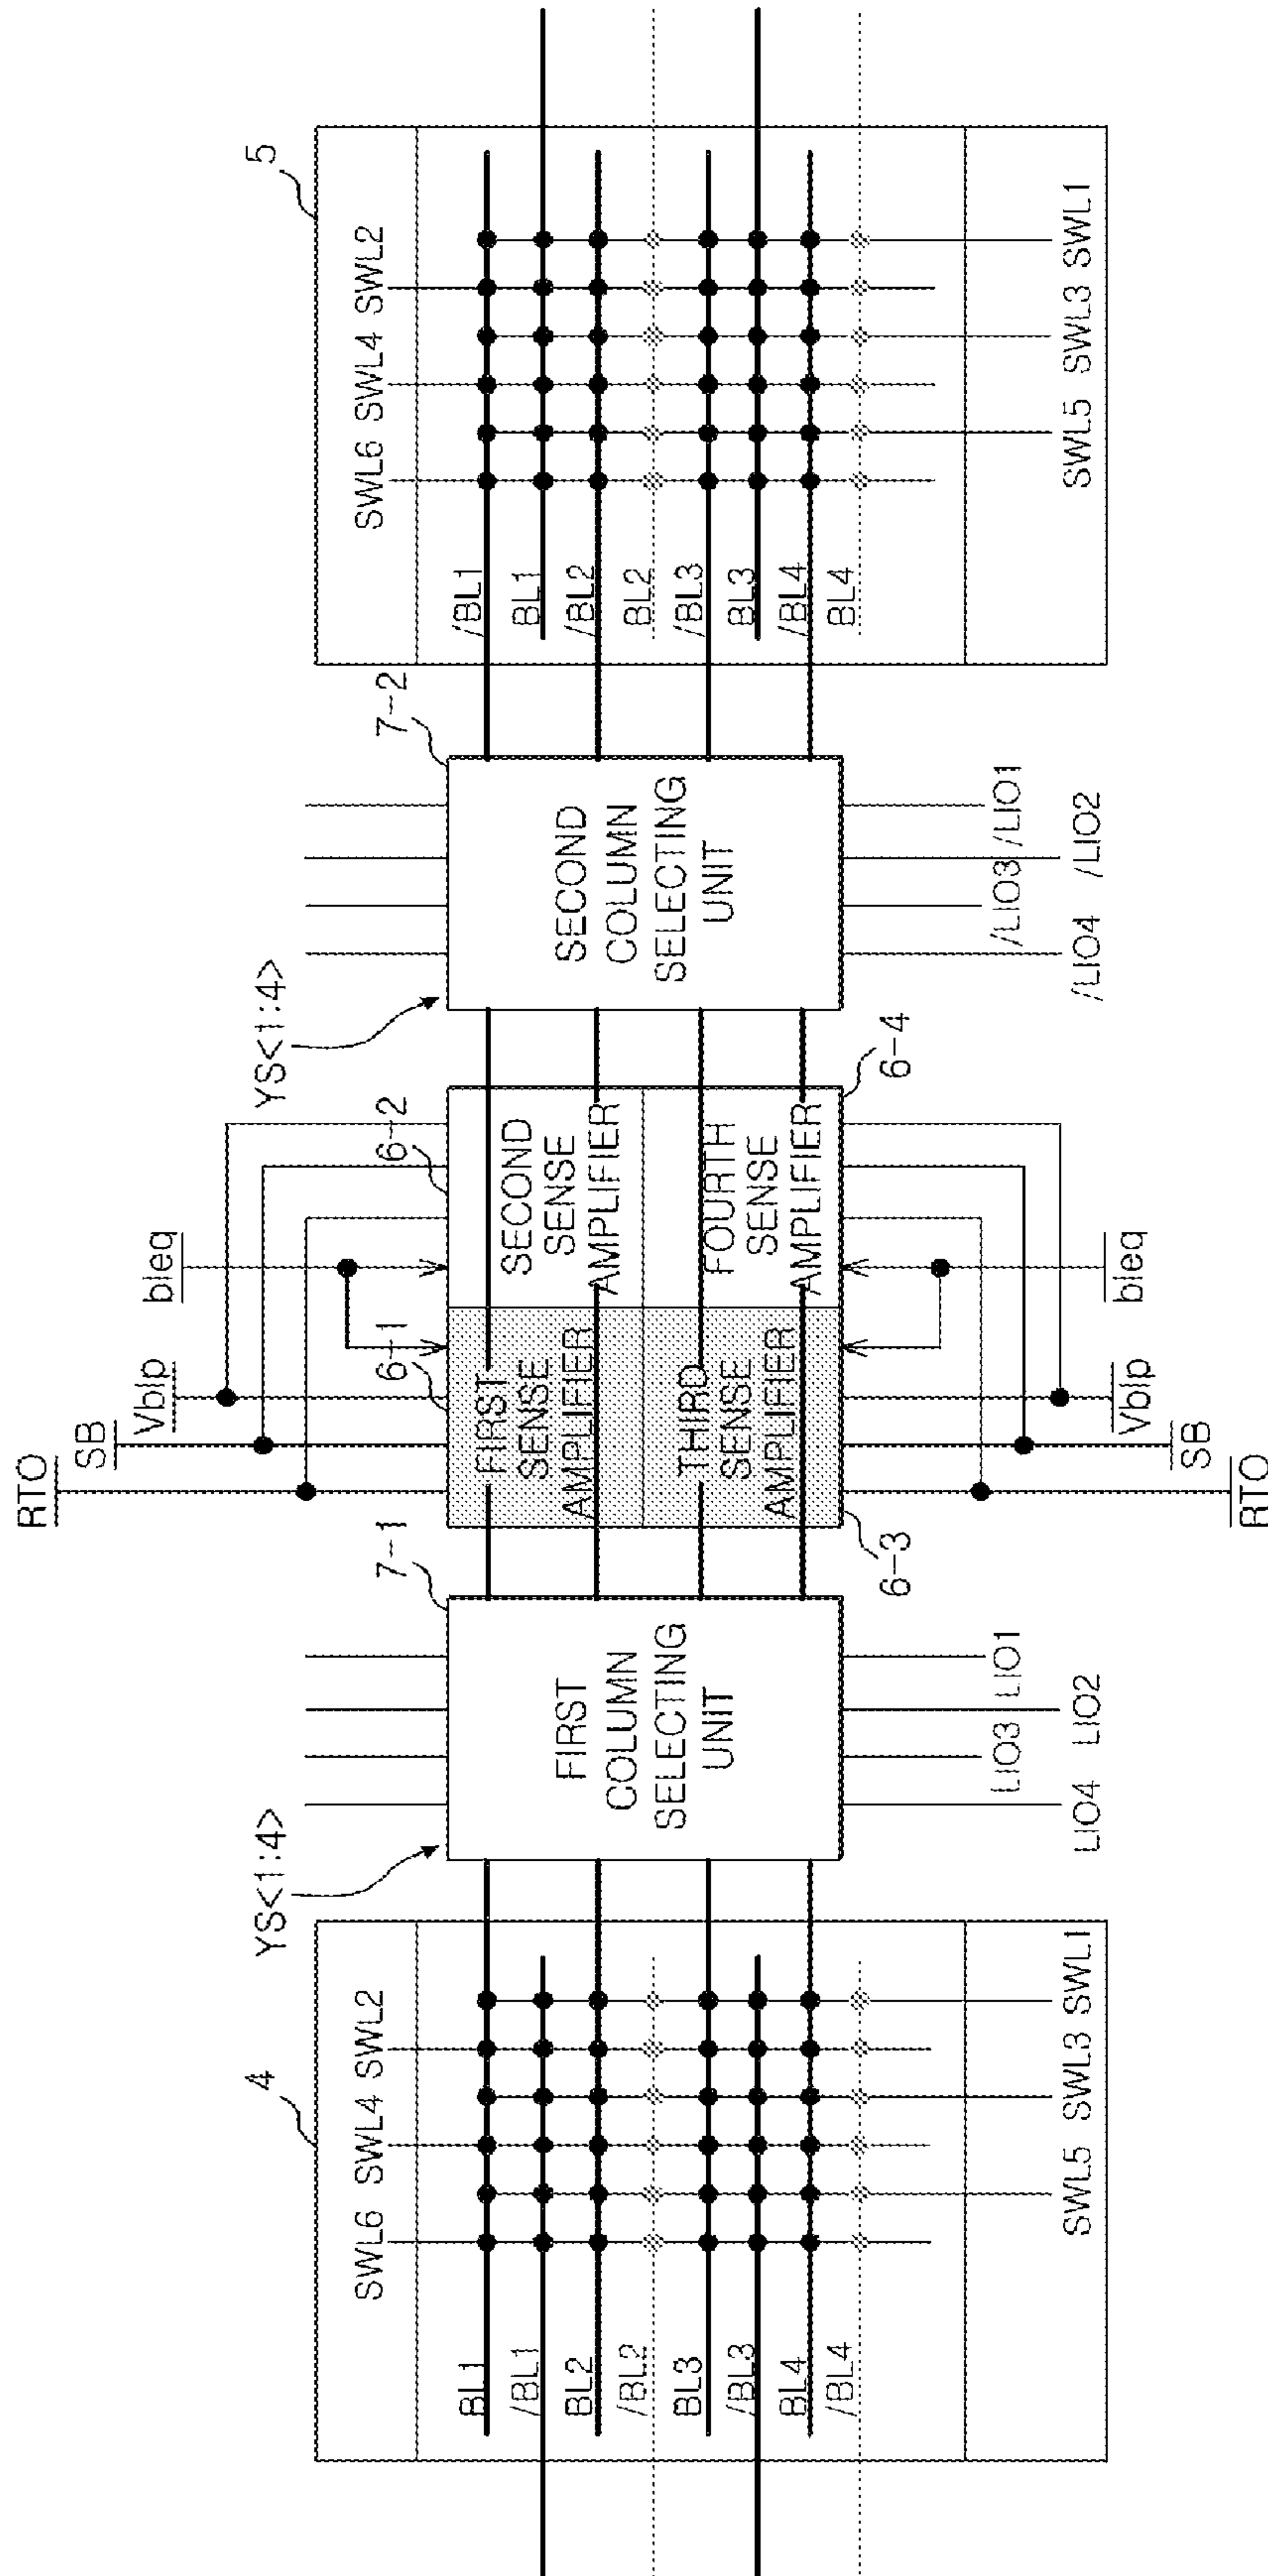 RTO
SB
Vblp
bleq
YS<1:4>
YS<1:4>
4
7-1
6-1
6-2
7-2
5
SWL6 SWL4 SWL2
SWL6 SWL4 SWL2
BL1
/BL1
BL2
/BL2
BL3
/BL3
BL4
/BL4
FIRST
COLUMN
SELECTING
UNIT
FIRST
SENSE
AMPLIFIER
SECOND
SENSE
AMPLIFIER
THIRD
SENSE
AMPLIFIER
FOURTH
SENSE
AMPLIFIER
SECOND
COLUMN
SELECTING
UNIT
/BL1
BL1
/BL2
BL2
/BL3
BL3
/BL4
BL4
6-3
6-4
SWL5 SWL3 SWL1
LIO3 LIO1
LIO4 LIO2
/LIO3 /LIO1
/LIO4 /LIO2
SWL5 SWL3 SWL1
bleq
Vblp
SB
RTO